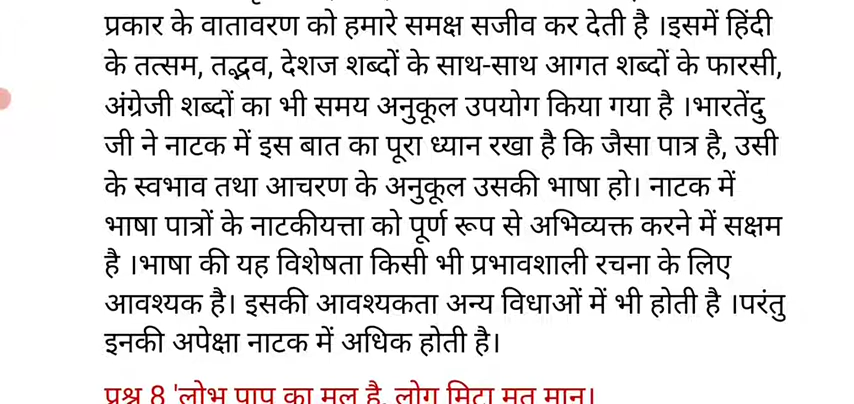 प्रकार के वातावरण को हमारे समक्ष सजीव कर देती है ।इसमें हिंदी
के तत्सम, तद्भव, देशज शब्दों के साथ-साथ आगत शब्दों के फारसी,
अंग्रेजी शब्दों का भी समय अनुकूल उपयोग किया गया है ।भारतेंदु
जी ने नाटक में इस बात का पूरा ध्यान रखा है कि जैसा पात्र है, उसी
के स्वभाव तथा आचरण के अनुकूल उसकी भाषा हो। नाटक में
भाषा पात्रों के नाटकीयत्ता को पूर्ण रूप से अभिव्यक्त करने में सक्षम
है ।भाषा की यह विशेषता किसी भी प्रभावशाली रचना के लिए
आवश्यक है। इसकी आवश्यकता अन्य विधाओं में भी होती है ।परंतु
इनकी अपेक्षा नाटक में अधिक होती है।
प्रश्न 8 'लोभ पाप का मूल है, लोग मिटा मत मान।